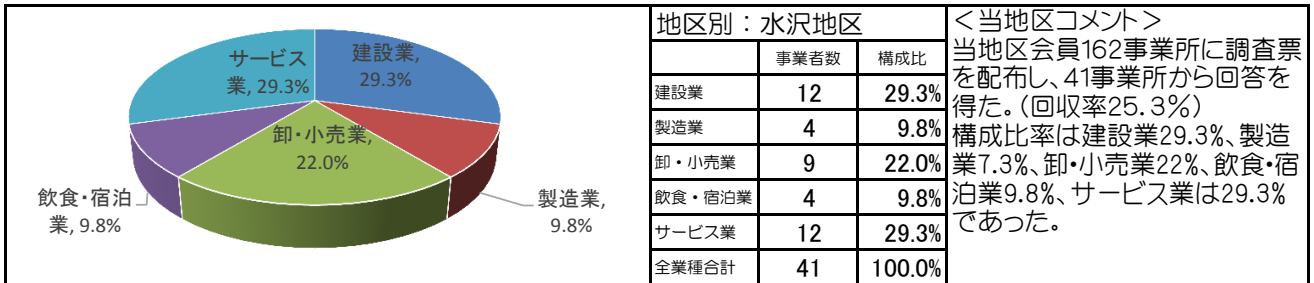 サービス
業, 29.3%
建設業,
29.3%
卸・小売業,
22.0%
飲食・宿泊
業, 9.8%
製造業,
9.8%
地区別：水沢地区
事業者数 構成比
建設業 12 29.3%
製造業 4 9.8%
卸・小売業 9 22.0%
飲食・宿泊業 4 9.8%
サービス業 12 29.3%
全業種合計 41 100.0%
＜当地区コメント＞
当地区会員162事業所に調査票
を配布し、41事業所から回答を
得た。（回収率25.3％）
構成比率は建設業29.3%、製造
業7.3%、卸・小売業22%、飲食・宿
泊業9.8%、サービス業は29.3%
であった。